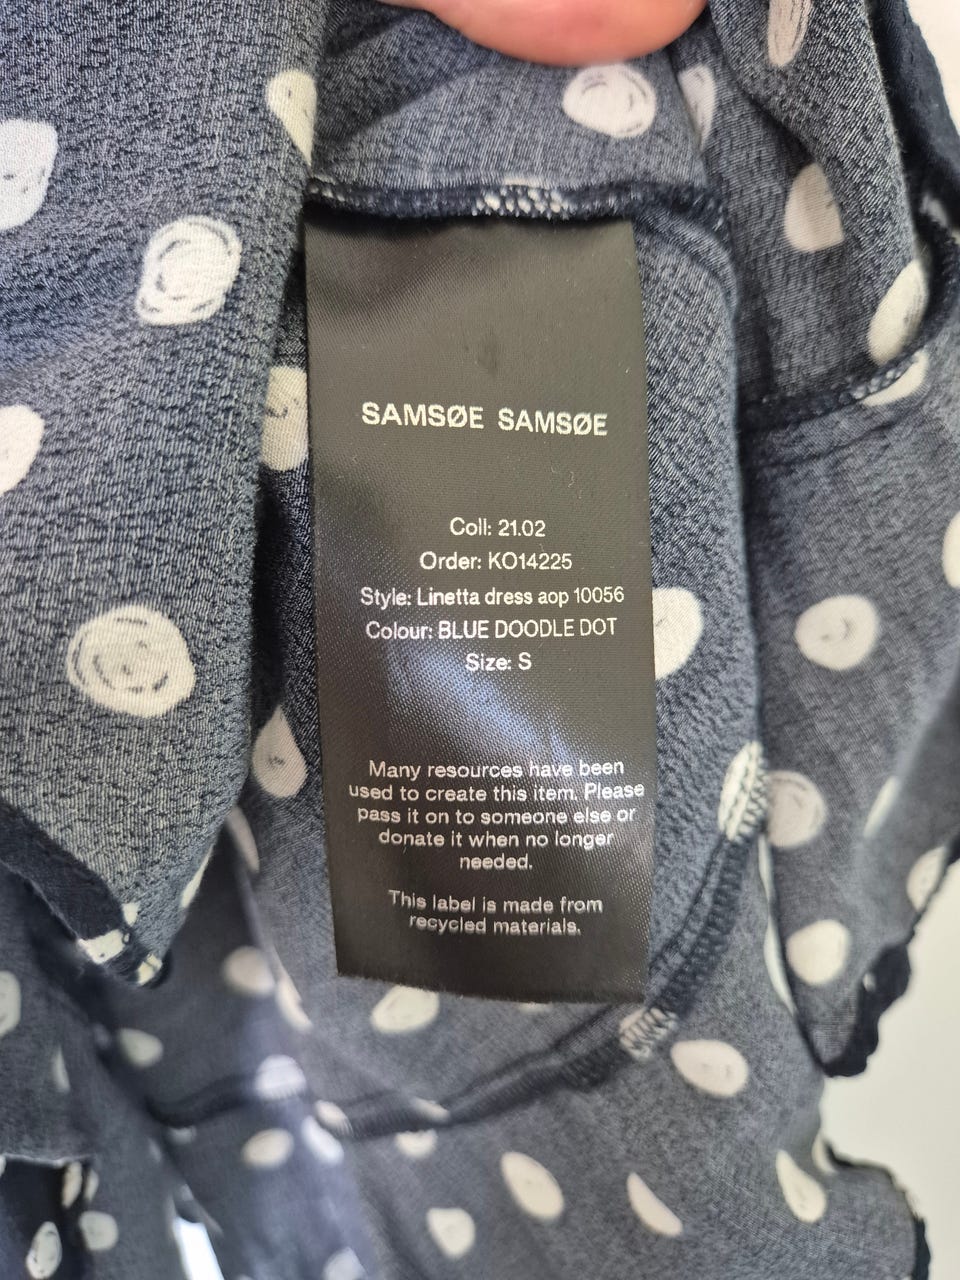 SAMSØE SAMSØE
Coll: 21.02
Order: KO14225
Style: Linetta dress aop 10056
Colour: BLUE DOODLE DOT
Size: S
Many resources have been
used to create this item. Please
pass it on to someone else or
donate it when no longer
needed.
This label is made from
recycled materials.